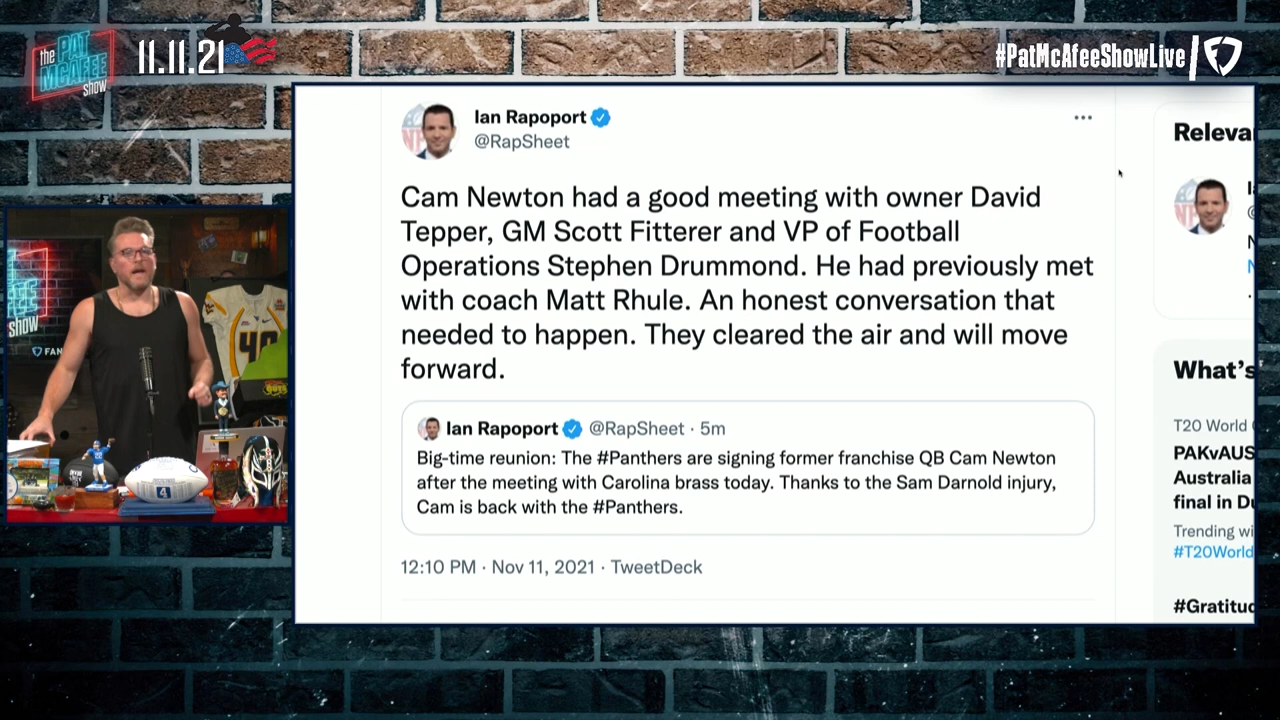 the
PAT
MCAFEE
show
11.11.21
#PatMcAfeeShowLive
Ian Rapoport
@RapSheet
Cam Newton had a good meeting with owner David
Tepper, GM Scott Fitterer and VP of Football
Operations Stephen Drummond. He had previously met
with coach Matt Rhule. An honest conversation that
needed to happen. They cleared the air and will move
forward.
Ian Rapoport @RapSheet · 5m
Big-time reunion: The #Panthers are signing former franchise QB Cam Newton
after the meeting with Carolina brass today. Thanks to the Sam Darnold injury,
Cam is back with the #Panthers.
12:10 PM · Nov 11, 2021 · TweetDeck
Releva
What's
T20 World
PAKvAUS
Australia
final in Du
Trending wi
#T20World
#Gratitud
show
FAN
40
4